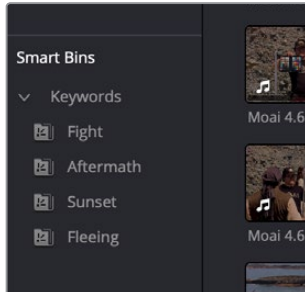 Smart Bins
Keywords
Fight
Aftermath
Sunset
Fleeing
Moai 4.6
Moai 4.6